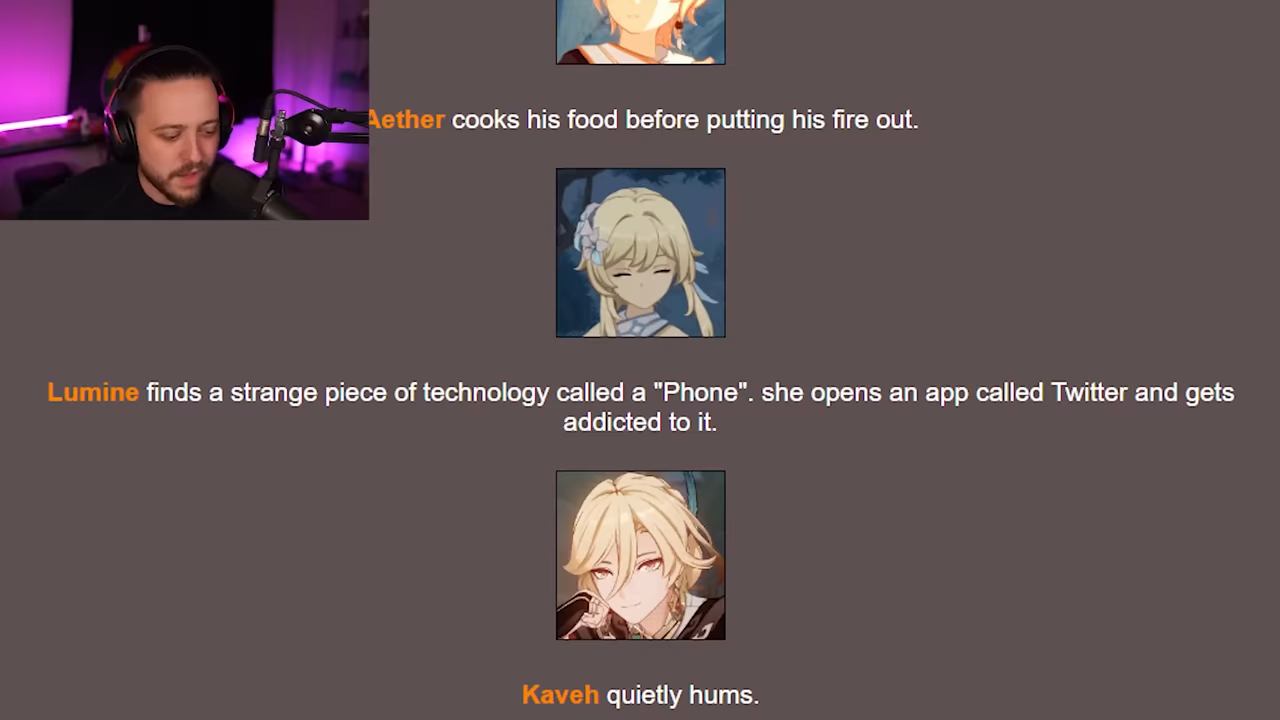 Aether cooks his food before putting his fire out.
Lumine finds a strange piece of technology called a "Phone". she opens an app called Twitter and gets
addicted to it.
Kaveh quietly hums.